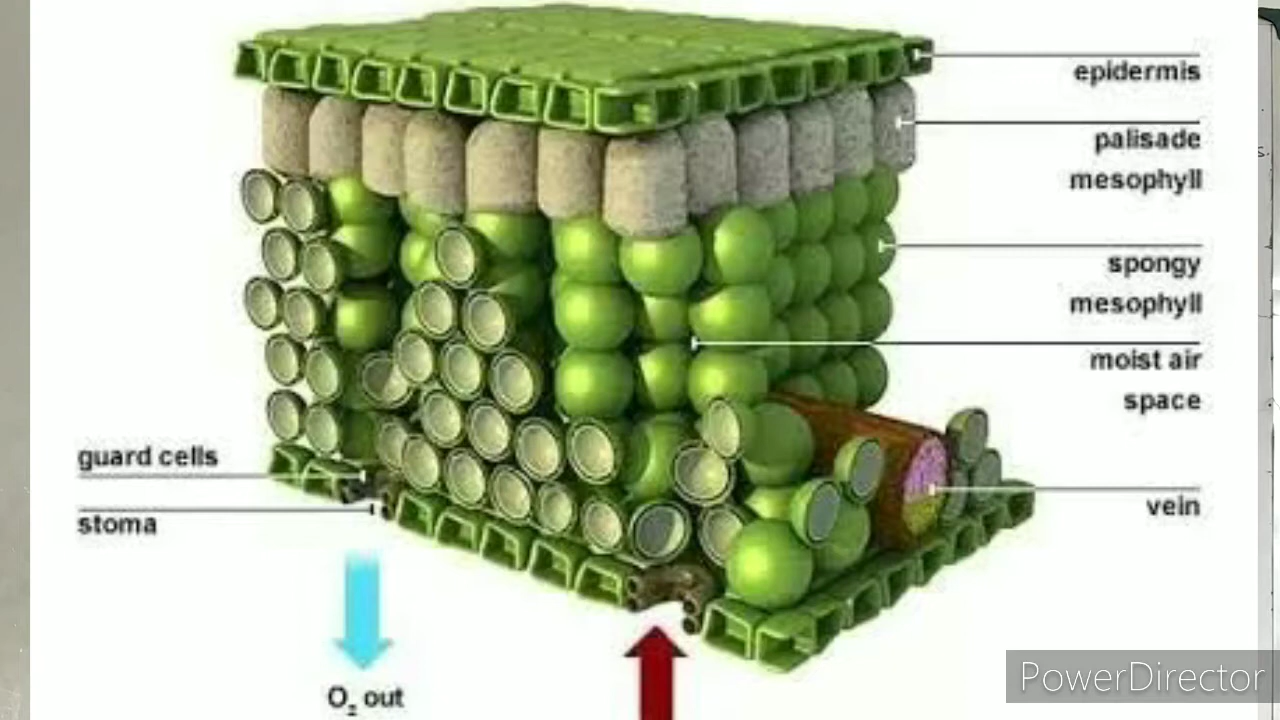 epidermis
palisade
mesophyll
spongy
mesophyll
moist air
space
guard cells
stoma
vein
O₂ out
PowerDirector